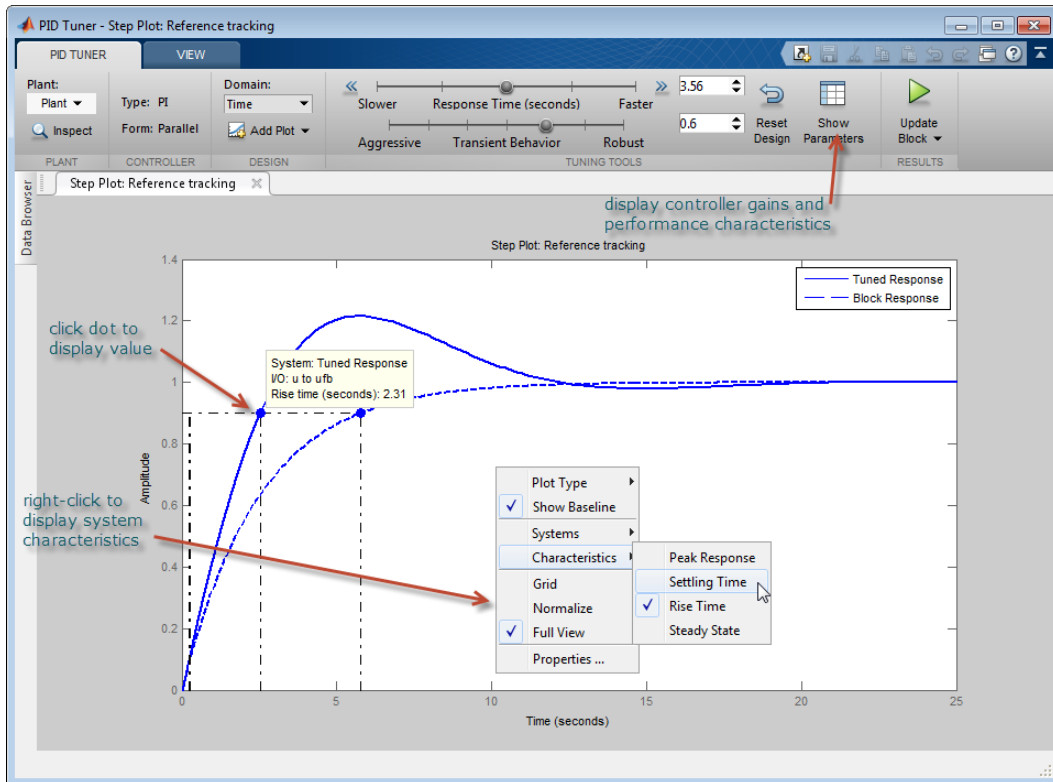 PID Tuner - Step Plot: Reference tracking
PID TUNER
VIEW
Plant:
Plant
Inspect
PLANT
Type: PI
Form: Parallel
CONTROLLER
Domain:
Time
Add Plot
DESIGN
Slower
Response Time (seconds)
Faster
3.56
Aggressive
Transient Behavior
Robust
0.6
Reset
Design
Show
Parameters
TUNING TOOLS
Update
Block
RESULTS
Data Browser
Step Plot: Reference tracking
display controller gains and
performance characteristics
Step Plot: Reference tracking
Tuned Response
Block Response
click dot to
display value
System: Tuned Response
I/O: u to ufb
Rise time (seconds): 2.31
right-click to
display system
characteristics
Amplitude
1.4
1.2
1
0.8
0.6
0.4
0.2
0
Plot Type
Show Baseline
Systems
Characteristics
Grid
Normalize
Full View
Properties ...
Peak Response
Settling Time
Rise Time
Steady State
0 5 10 15 20 25
Time (seconds)